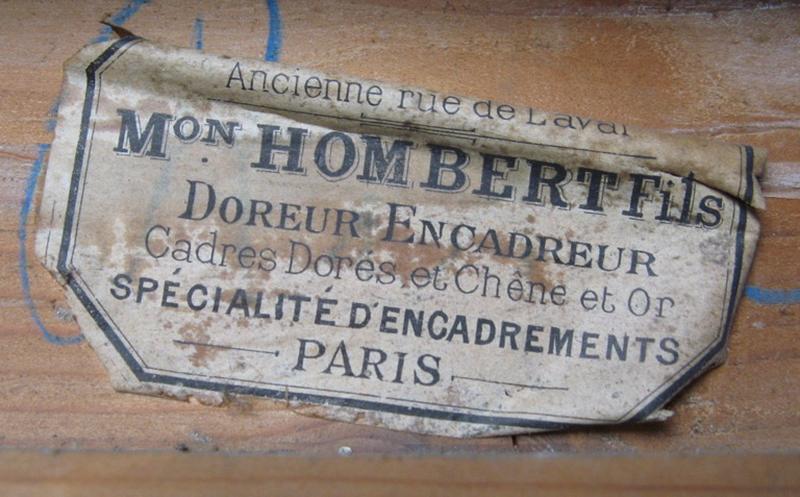 Ancienne rue de Laval
Mon HOMBERT Fils
DOREUR ENCADREUR
Cadres Dorés et Chêne et Or
SPÉCIALITÉ D'ENCADREMENTS
PARIS